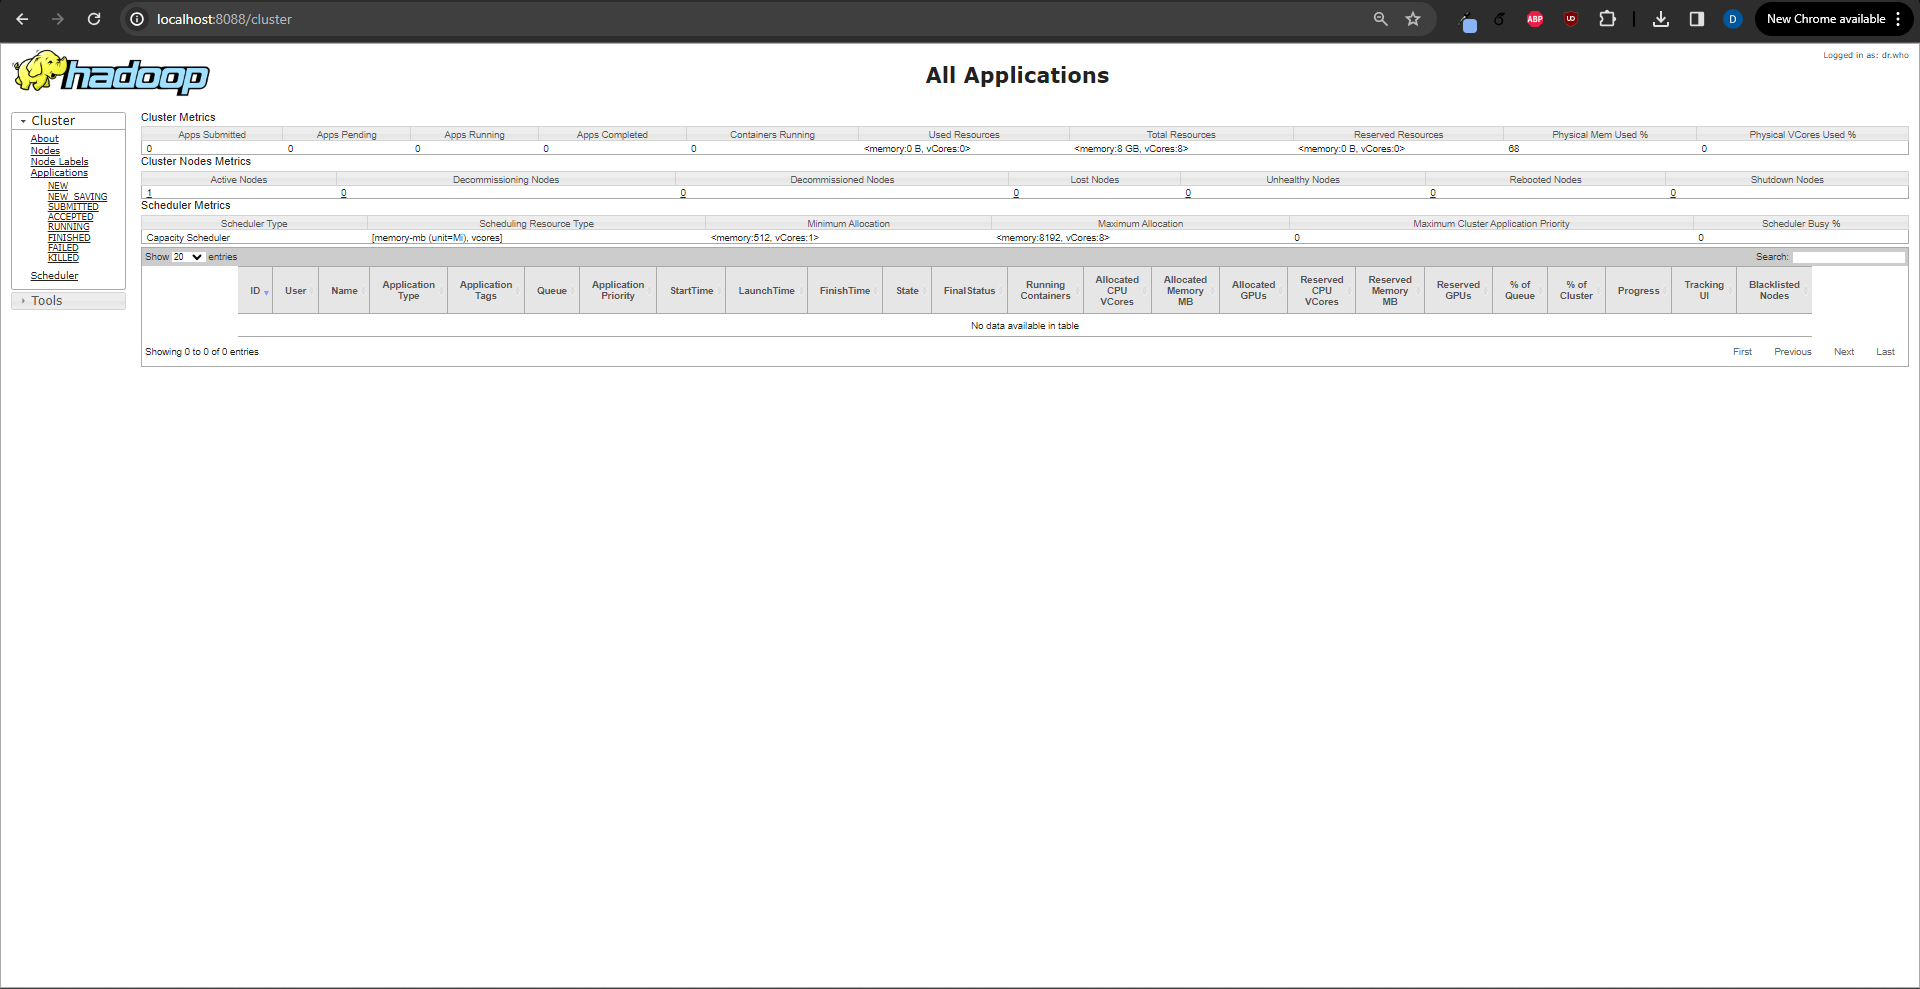 localhost:8088/cluster
ABP
D
New Chrome available
hadoop
All Applications
Logged in as: dr.who
Cluster
About
Nodes
Node Labels
Applications
NEW
NEW_SAVING
SUBMITTED
ACCEPTED
RUNNING
FINISHED
FAILED
KILLED
Scheduler
Tools
Cluster Metrics
Apps Submitted Apps Pending Apps Running Apps Completed Containers Running Used Resources Total Resources Reserved Resources Physical Mem Used % Physical VCores Used %
0 0 0 0 0 <memory:0 B, vCores:0> <memory:8 GB, vCores:8> <memory:0 B, vCores:0> 68 0
Cluster Nodes Metrics
Active Nodes Decommissioning Nodes Decommissioned Nodes Lost Nodes Unhealthy Nodes Rebooted Nodes Shutdown Nodes
1 0 0 0 0 0 0
Scheduler Metrics
Scheduler Type Scheduling Resource Type Minimum Allocation Maximum Allocation Maximum Cluster Application Priority Scheduler Busy %
Capacity Scheduler [memory-mb (unit=Mi), vcores] <memory:512, vCores:1> <memory:8192, vCores:8> 0 0
Show 20 entries Search:
ID User Name Application Type Application Tags Queue Application Priority StartTime LaunchTime FinishTime State FinalStatus Running Containers Allocated CPU VCores Allocated Memory MB Allocated GPUs Reserved CPU VCores Reserved Memory MB Reserved GPUs % of Queue % of Cluster Progress Tracking UI Blacklisted Nodes
No data available in table
Showing 0 to 0 of 0 entries First Previous Next Last